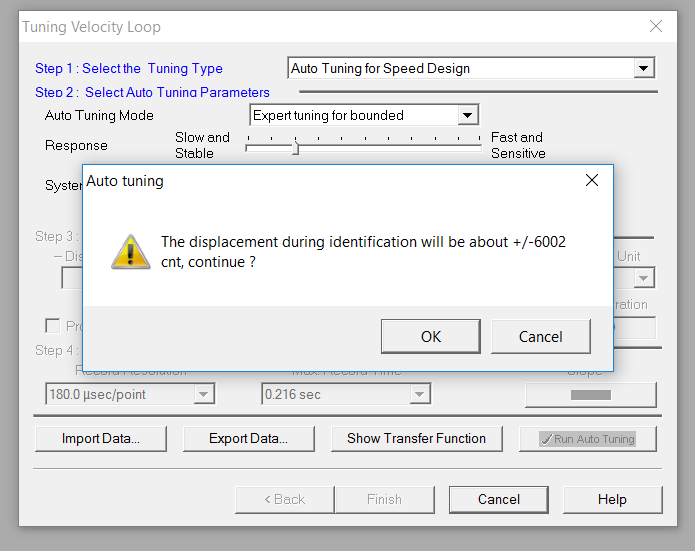 Tuning Velocity Loop
Step 1 : Select the Tuning Type
Auto Tuning for Speed Design
Step 2 : Select Auto Tuning Parameters
Auto Tuning Mode
Expert tuning for bounded
Response
Slow and
Stable
Fast and
Sensitive
Auto tuning
The displacement during identification will be about +/-6002
cnt, continue ?
OK
Cancel
Step 3 :
Unit
Step 4 :
Record Resolution
Max. Record Time
Slope
180.0 µsec/point
0.216 sec
Import Data...
Export Data...
Show Transfer Function
Run Auto Tuning
< Back
Finish
Cancel
Help